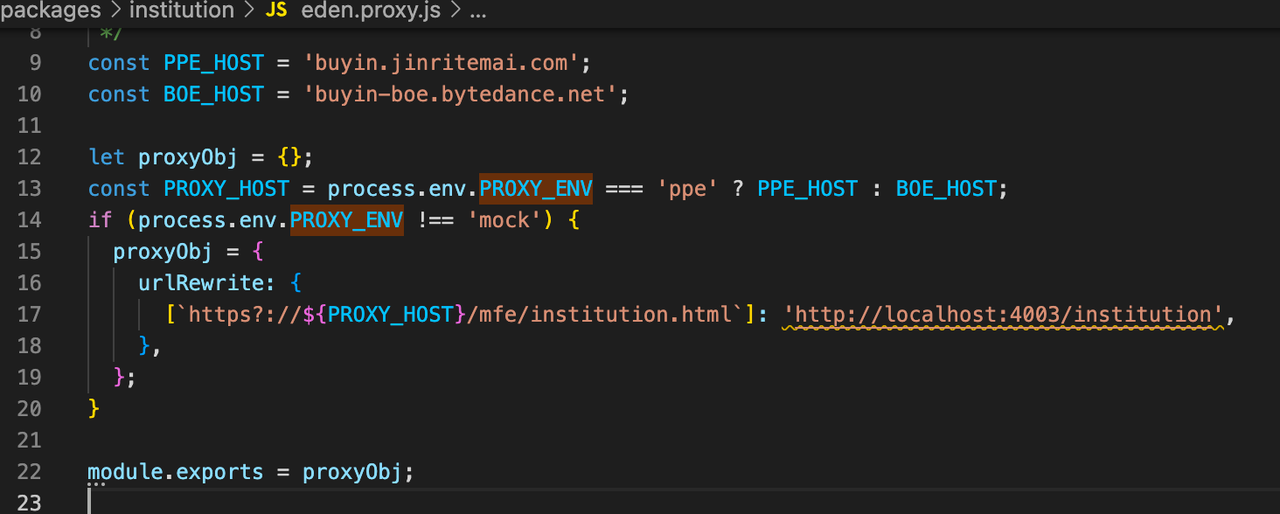 packages > institution > JS eden.proxy.js > ...
8 */
9 const PPE_HOST = 'buyin.jinritemai.com';
10 const BOE_HOST = 'buyin-boe.bytedance.net';
11
12 let proxyObj = {};
13 const PROXY_HOST = process.env.PROXY_ENV === 'ppe' ? PPE_HOST : BOE_HOST;
14 if (process.env.PROXY_ENV !== 'mock') {
15   proxyObj = {
16     urlRewrite: {
17       [`https?://${PROXY_HOST}/mfe/institution.html`]: 'http://localhost:4003/institution',
18     },
19   };
20 }
21
22 module.exports = proxyObj;
23